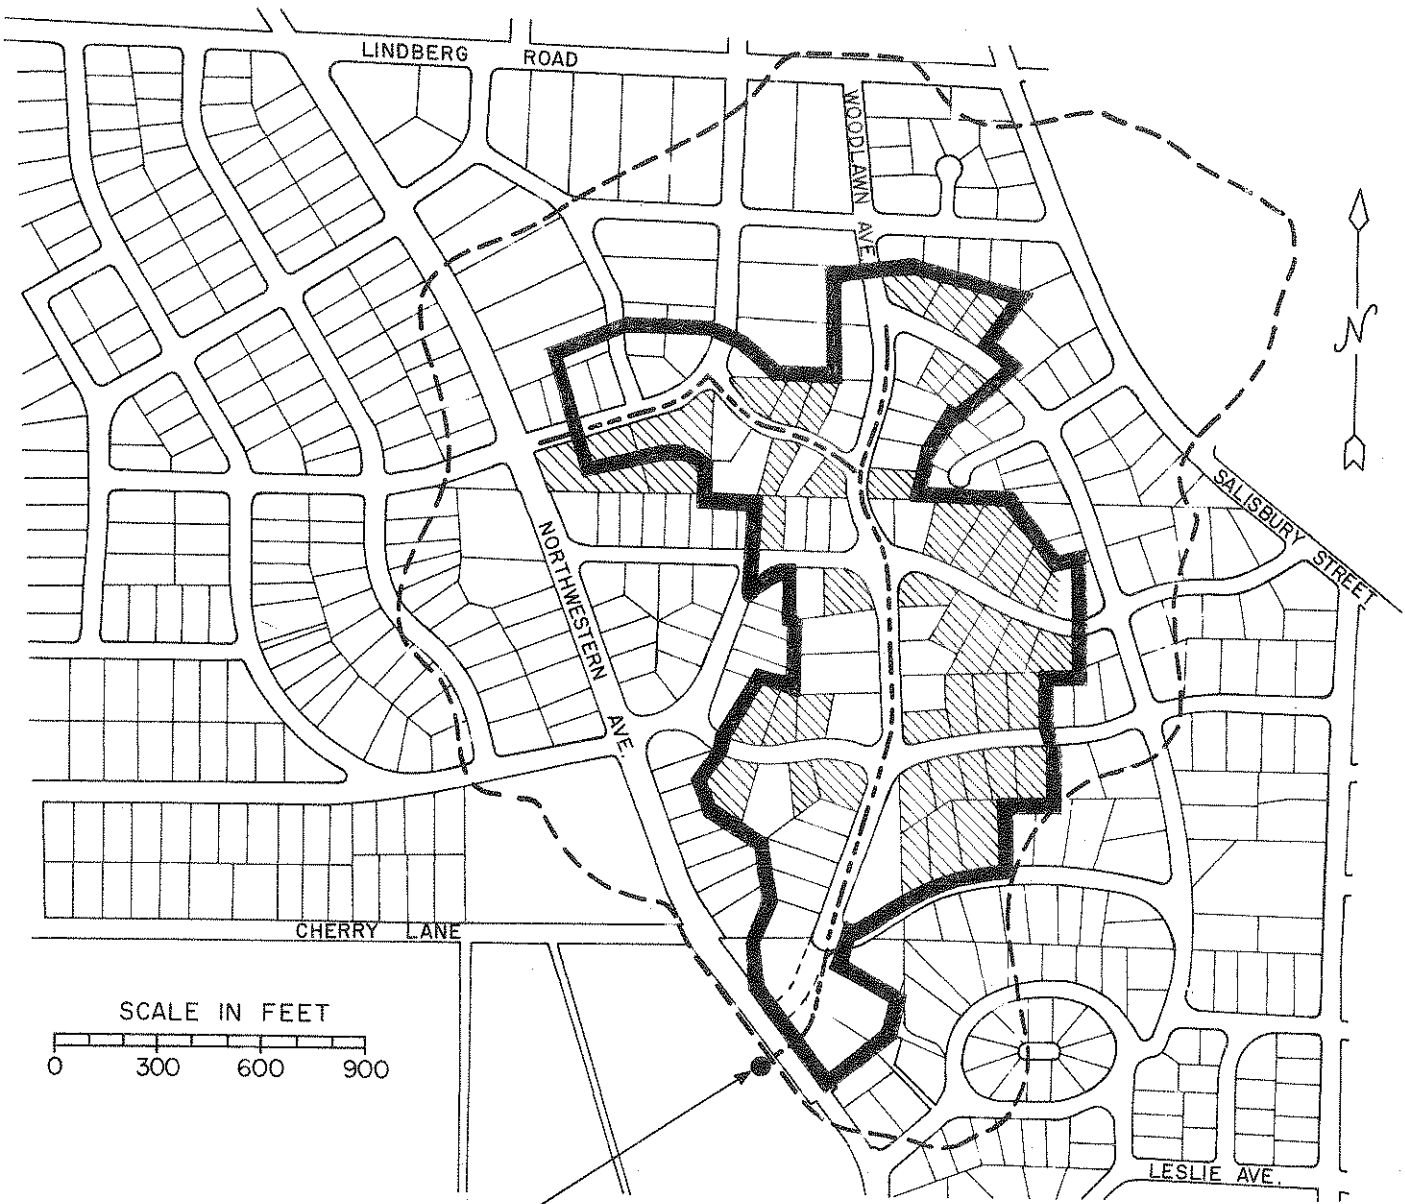 LINDBERG ROAD
WOODLAWN AVE
N
SALISBURY STREET
NORTHWESTERN AVE.
CHERRY LANE
SCALE IN FEET
0 300 600 900
LESLIE AVE.